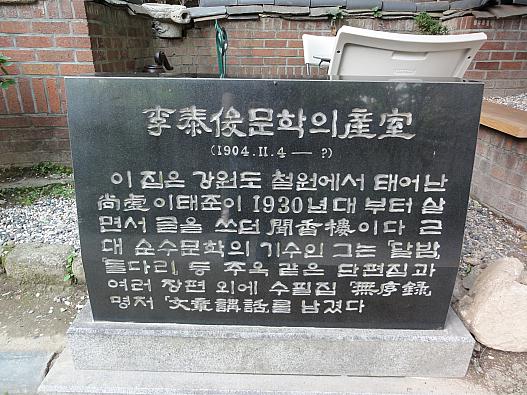 李泰俊문학의産室
(1904.11.4 — ?)
이 집은 강원도 철원에서 태어난
尚虛 이태준이 1930년대 부터 살
면서 글을 쓰던 聞香樓이다 근
대 순수문학의 기수인 그는 「달밤」,
「돌다리」 등 주옥 같은 단편집과
여러 장편 외에 수필집 「無序錄」
명저 「文章講話」를 남겼다